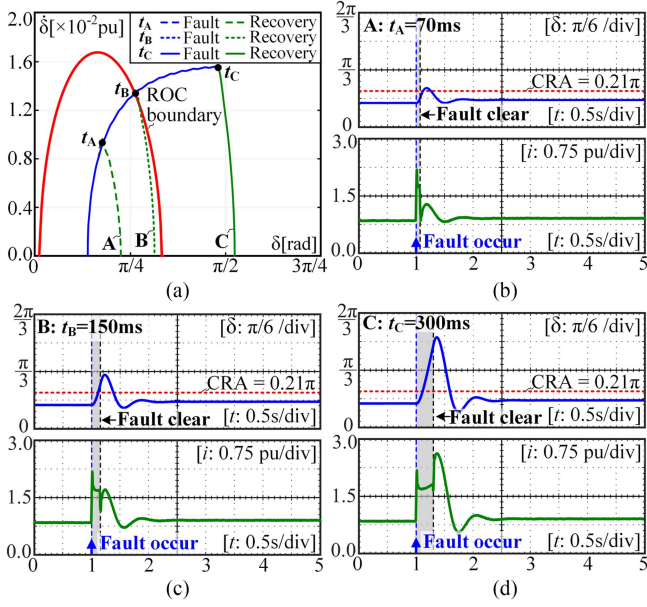 δ̇[×10⁻² pu]
t_A Fault Recovery
t_B Fault Recovery
t_C Fault Recovery
1.8
1.2
0.6
0.0
t_A
t_B
t_C
ROC
boundary
A
B
C
δ[rad]
0
π/4
π/2
3π/4
(a)
2π
3
A: t_A=70ms
[δ: π/6 /div]
π
3
CRA = 0.21π
Fault clear
0
[t: 0.5s/div]
3.0
[i: 0.75 pu/div]
1.5
0.0
Fault occur
[t: 0.5s/div]
0 1 2 3 4 5
(b)
2π
3
B: t_B=150ms
[δ: π/6 /div]
π
3
CRA = 0.21π
Fault clear
0
[t: 0.5s/div]
3.0
[i: 0.75 pu/div]
1.5
0.0
Fault occur
[t: 0.5s/div]
0 1 2 3 4 5
(c)
2π
3
C: t_C=300ms
[δ: π/6 /div]
π
3
CRA = 0.21π
Fault clear
0
[t: 0.5s/div]
3.0
[i: 0.75 pu/div]
1.5
0.0
Fault occur
[t: 0.5s/div]
0 1 2 3 4 5
(d)